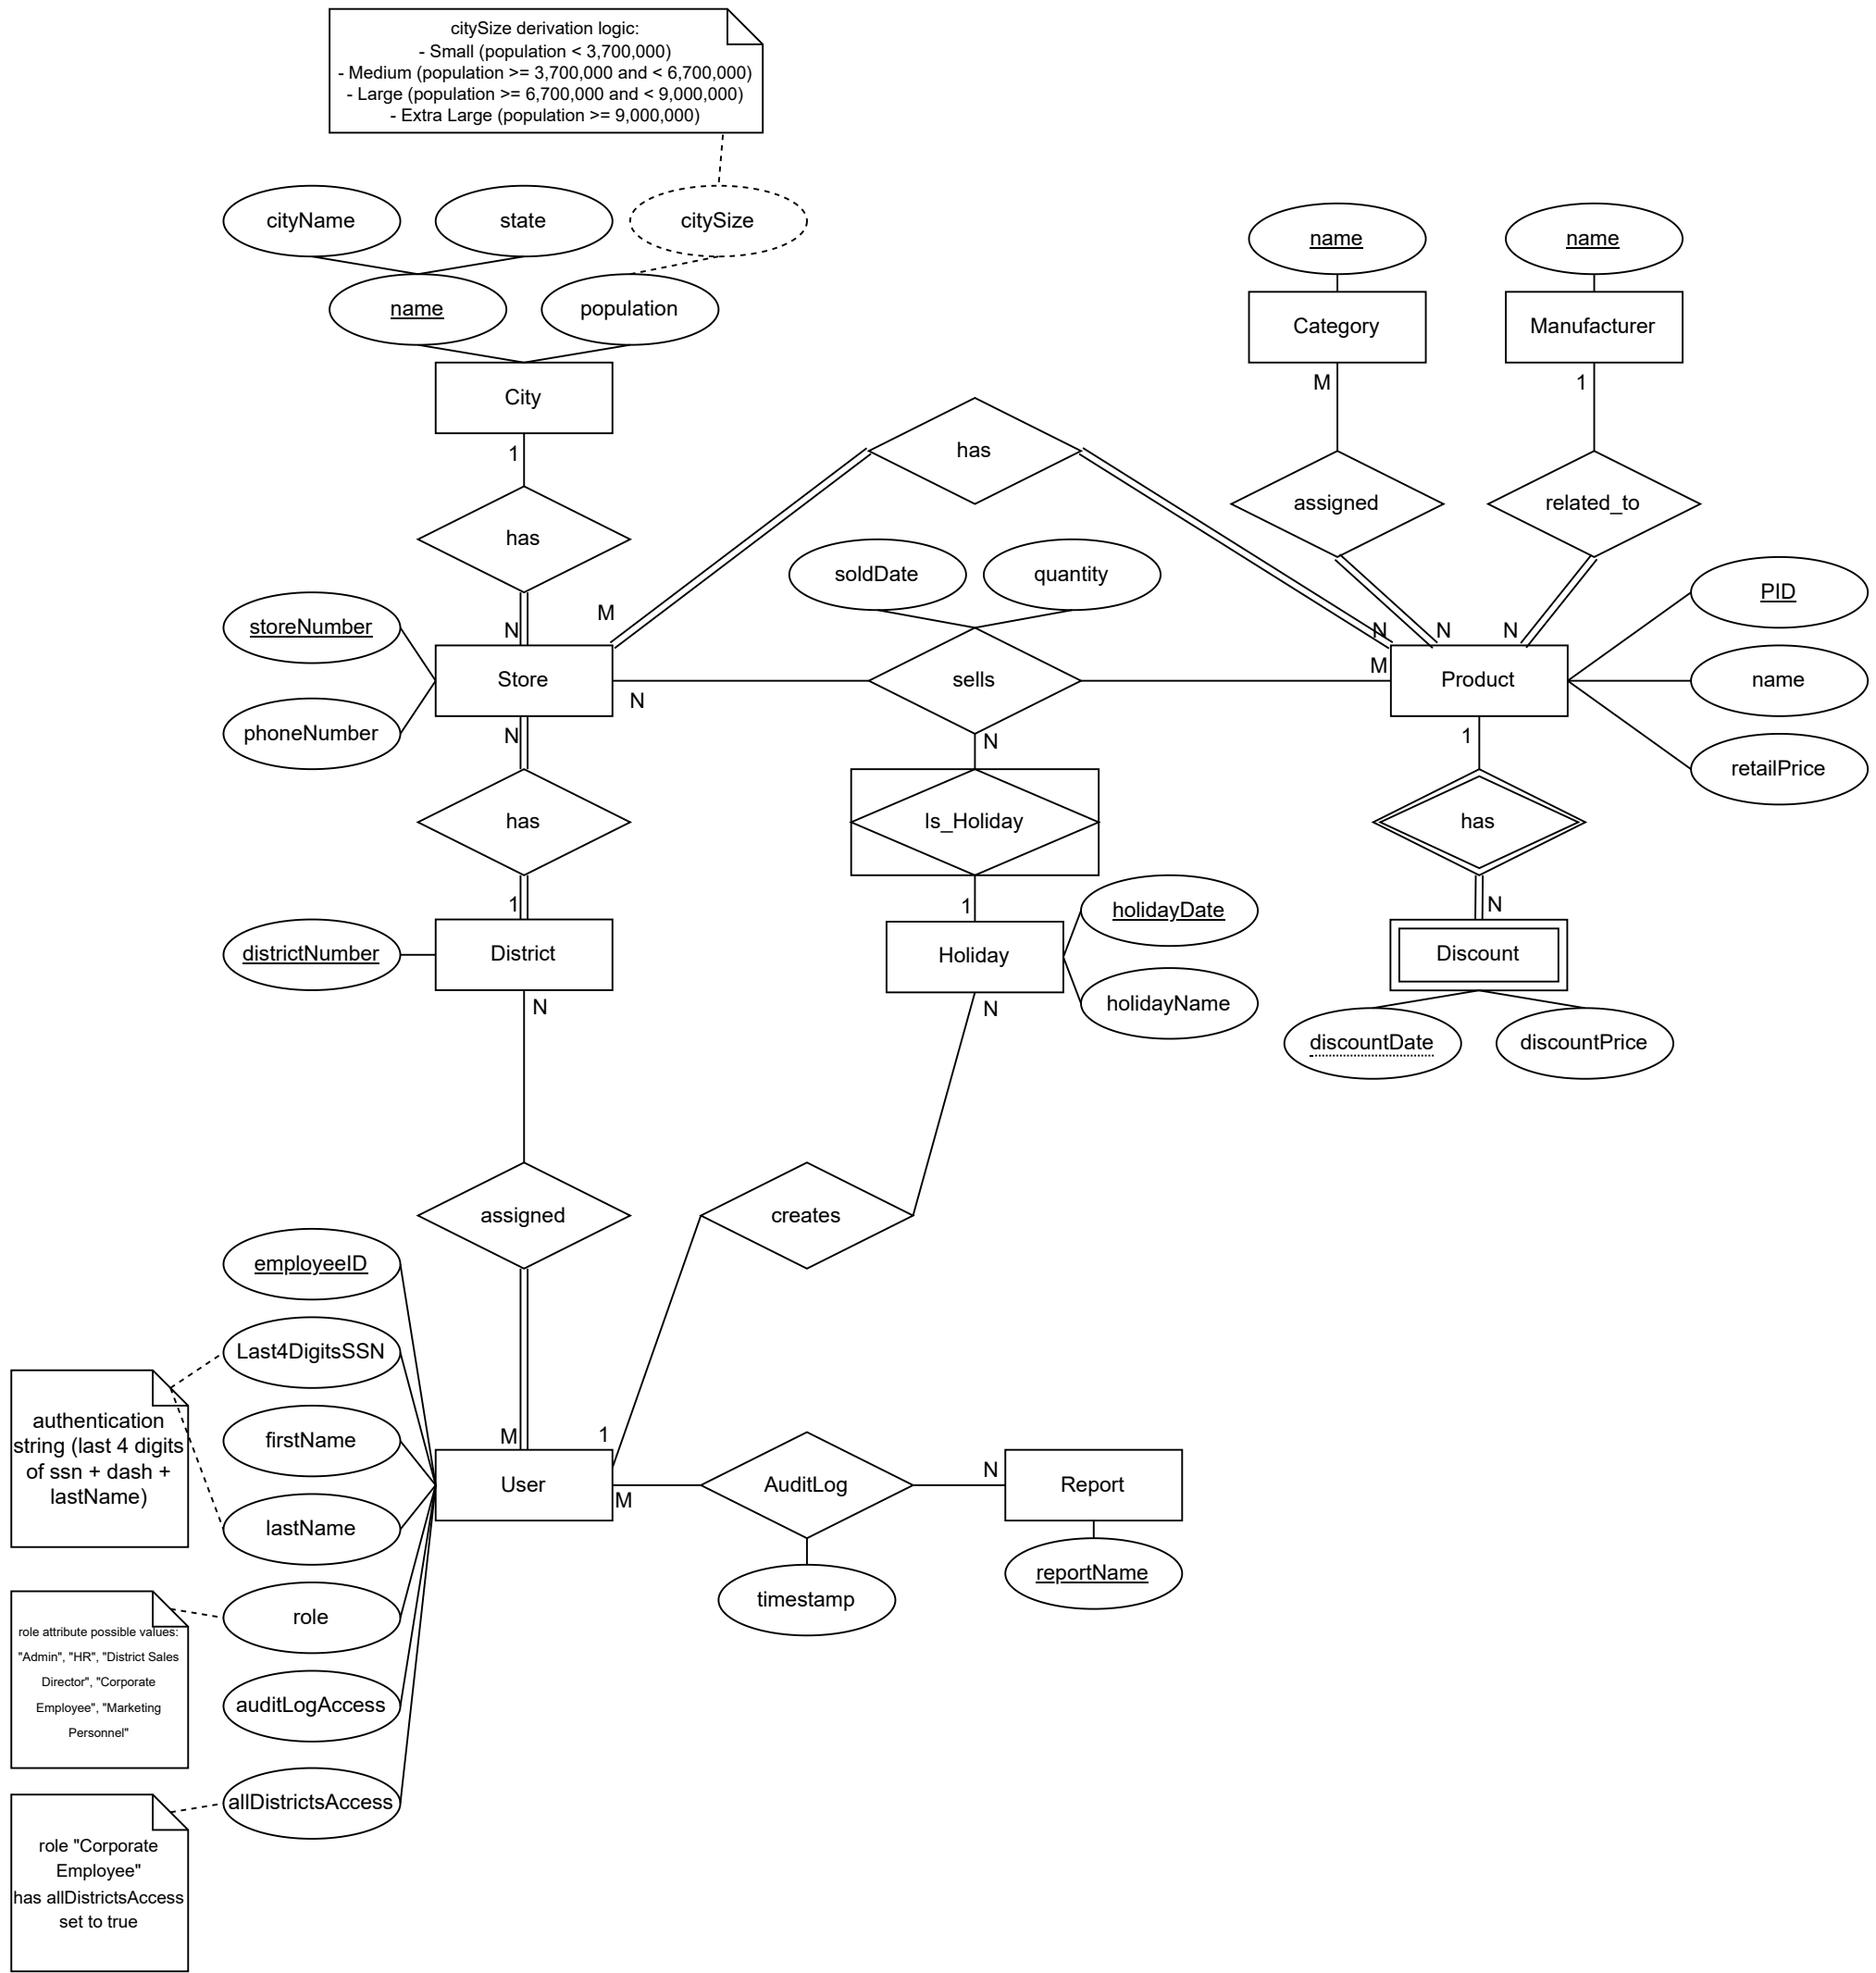 citySize derivation logic:
- Small (population < 3,700,000)
- Medium (population >= 3,700,000 and < 6,700,000)
- Large (population >= 6,700,000 and < 9,000,000)
- Extra Large (population >= 9,000,000)
cityName
state
citySize
name
name
name
population
Category
Manufacturer
M
1
City
1
has
assigned
related_to
has
soldDate
quantity
PID
storeNumber
M
N
N
N
N
M
Store
sells
Product
name
N
phoneNumber
N
N
1
retailPrice
has
Is_Holiday
has
1
1
N
holidayDate
districtNumber
District
Holiday
Discount
N
N
holidayName
discountDate
discountPrice
assigned
creates
employeeID
Last4DigitsSSN
authentication
string (last 4 digits
of ssn + dash +
lastName)
firstName
M
1
User
M
AuditLog
N
Report
lastName
reportName
timestamp
role
role attribute possible values:
"Admin", "HR", "District Sales
Director", "Corporate
Employee", "Marketing
Personnel"
auditLogAccess
allDistrictsAccess
role "Corporate
Employee"
has allDistrictsAccess
set to true